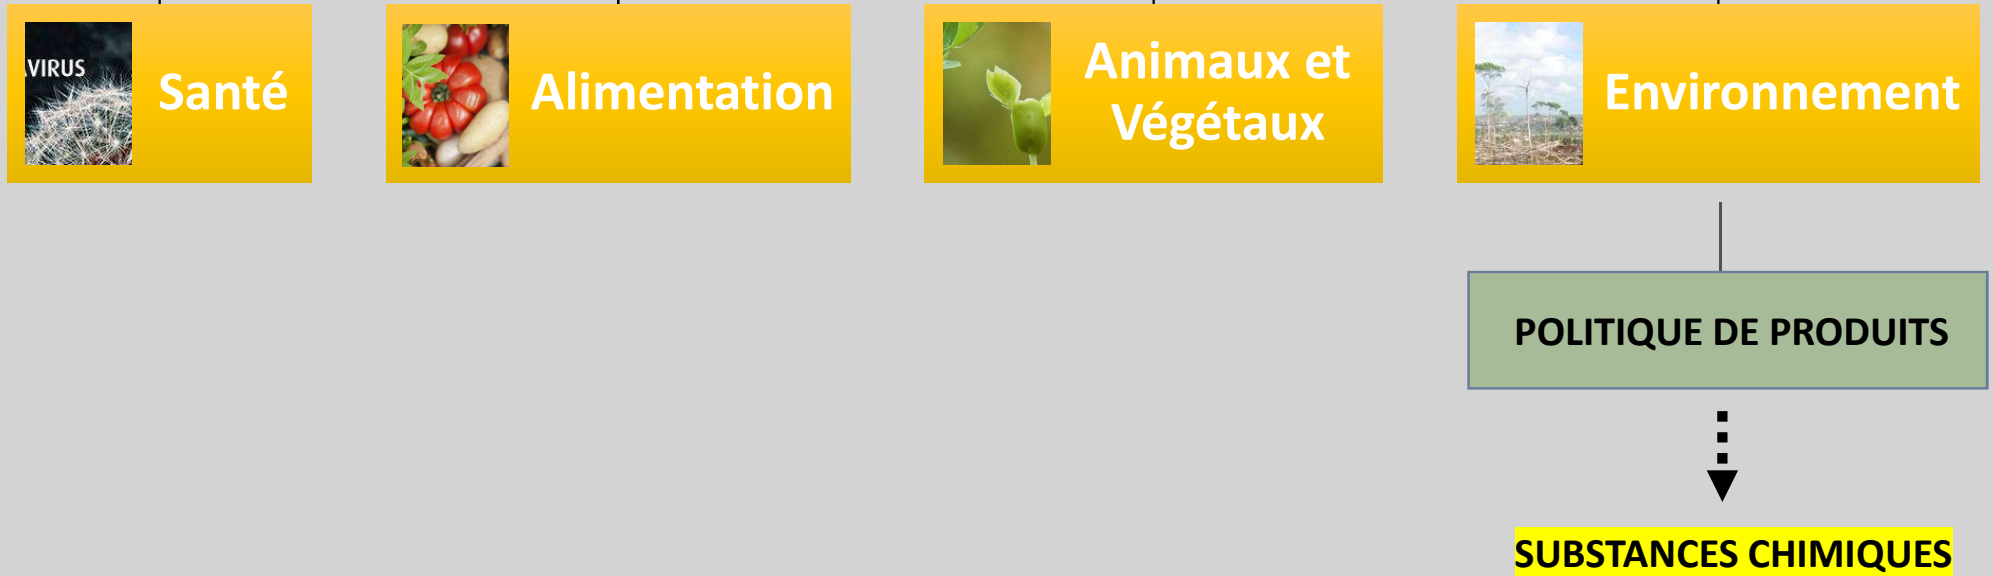 VIRUS
Santé
Alimentation
Animaux et
Végétaux
Environnement
POLITIQUE DE PRODUITS
SUBSTANCES CHIMIQUES